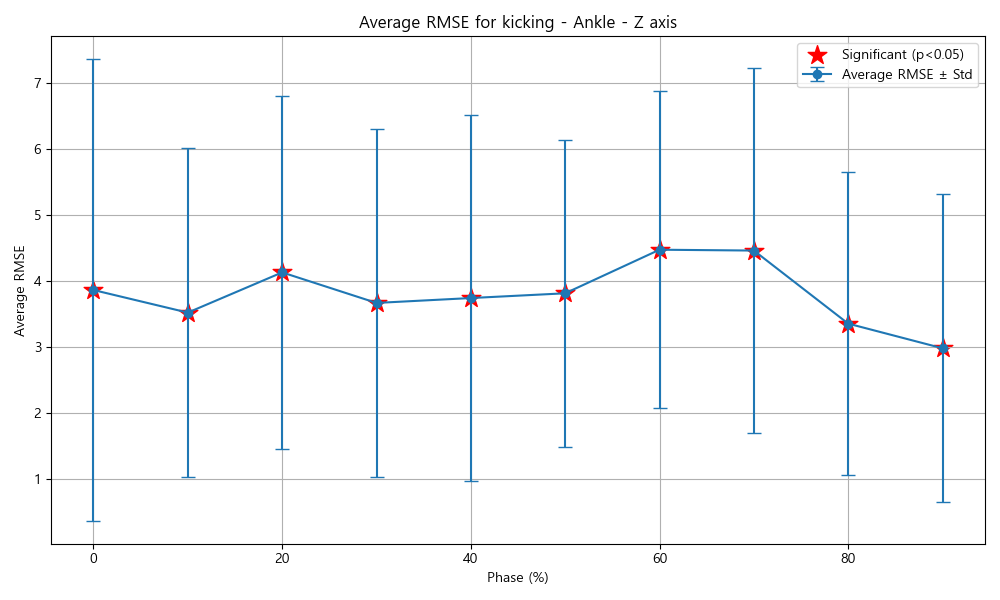 Average RMSE for kicking - Ankle - Z axis
Significant (p<0.05)
Average RMSE ± Std
Average RMSE
7
6
5
4
3
2
1
0
20
40
60
80
Phase (%)